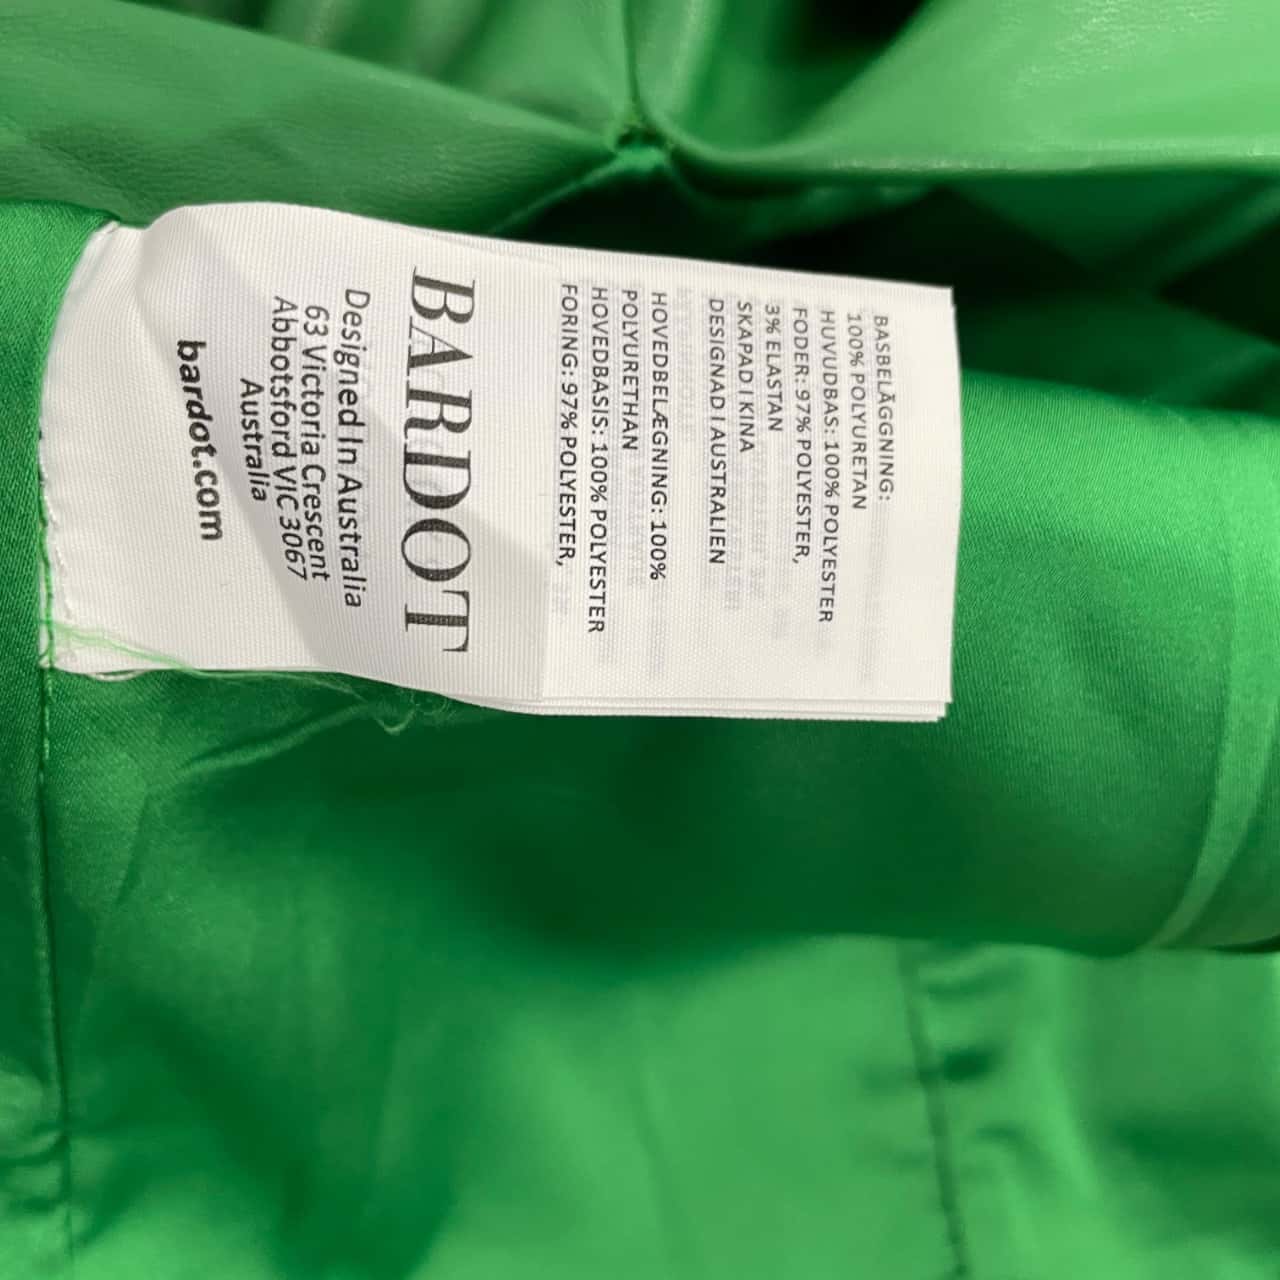 BASBELÄGGNING:
100% POLYURETAN
HUVUDBAS: 100% POLYESTER
FODER: 97% POLYESTER,
3% ELASTAN
SKAPAD I KINA
DESIGNAD I AUSTRALIEN
HOVEDBELÆGNING: 100%
POLYURETHAN
HOVEDBASIS: 100% POLYESTER
FORING: 97% POLYESTER,
BARDOT
Designed In Australia
63 Victoria Crescent
Abbotsford VIC 3067
Australia
bardot.com